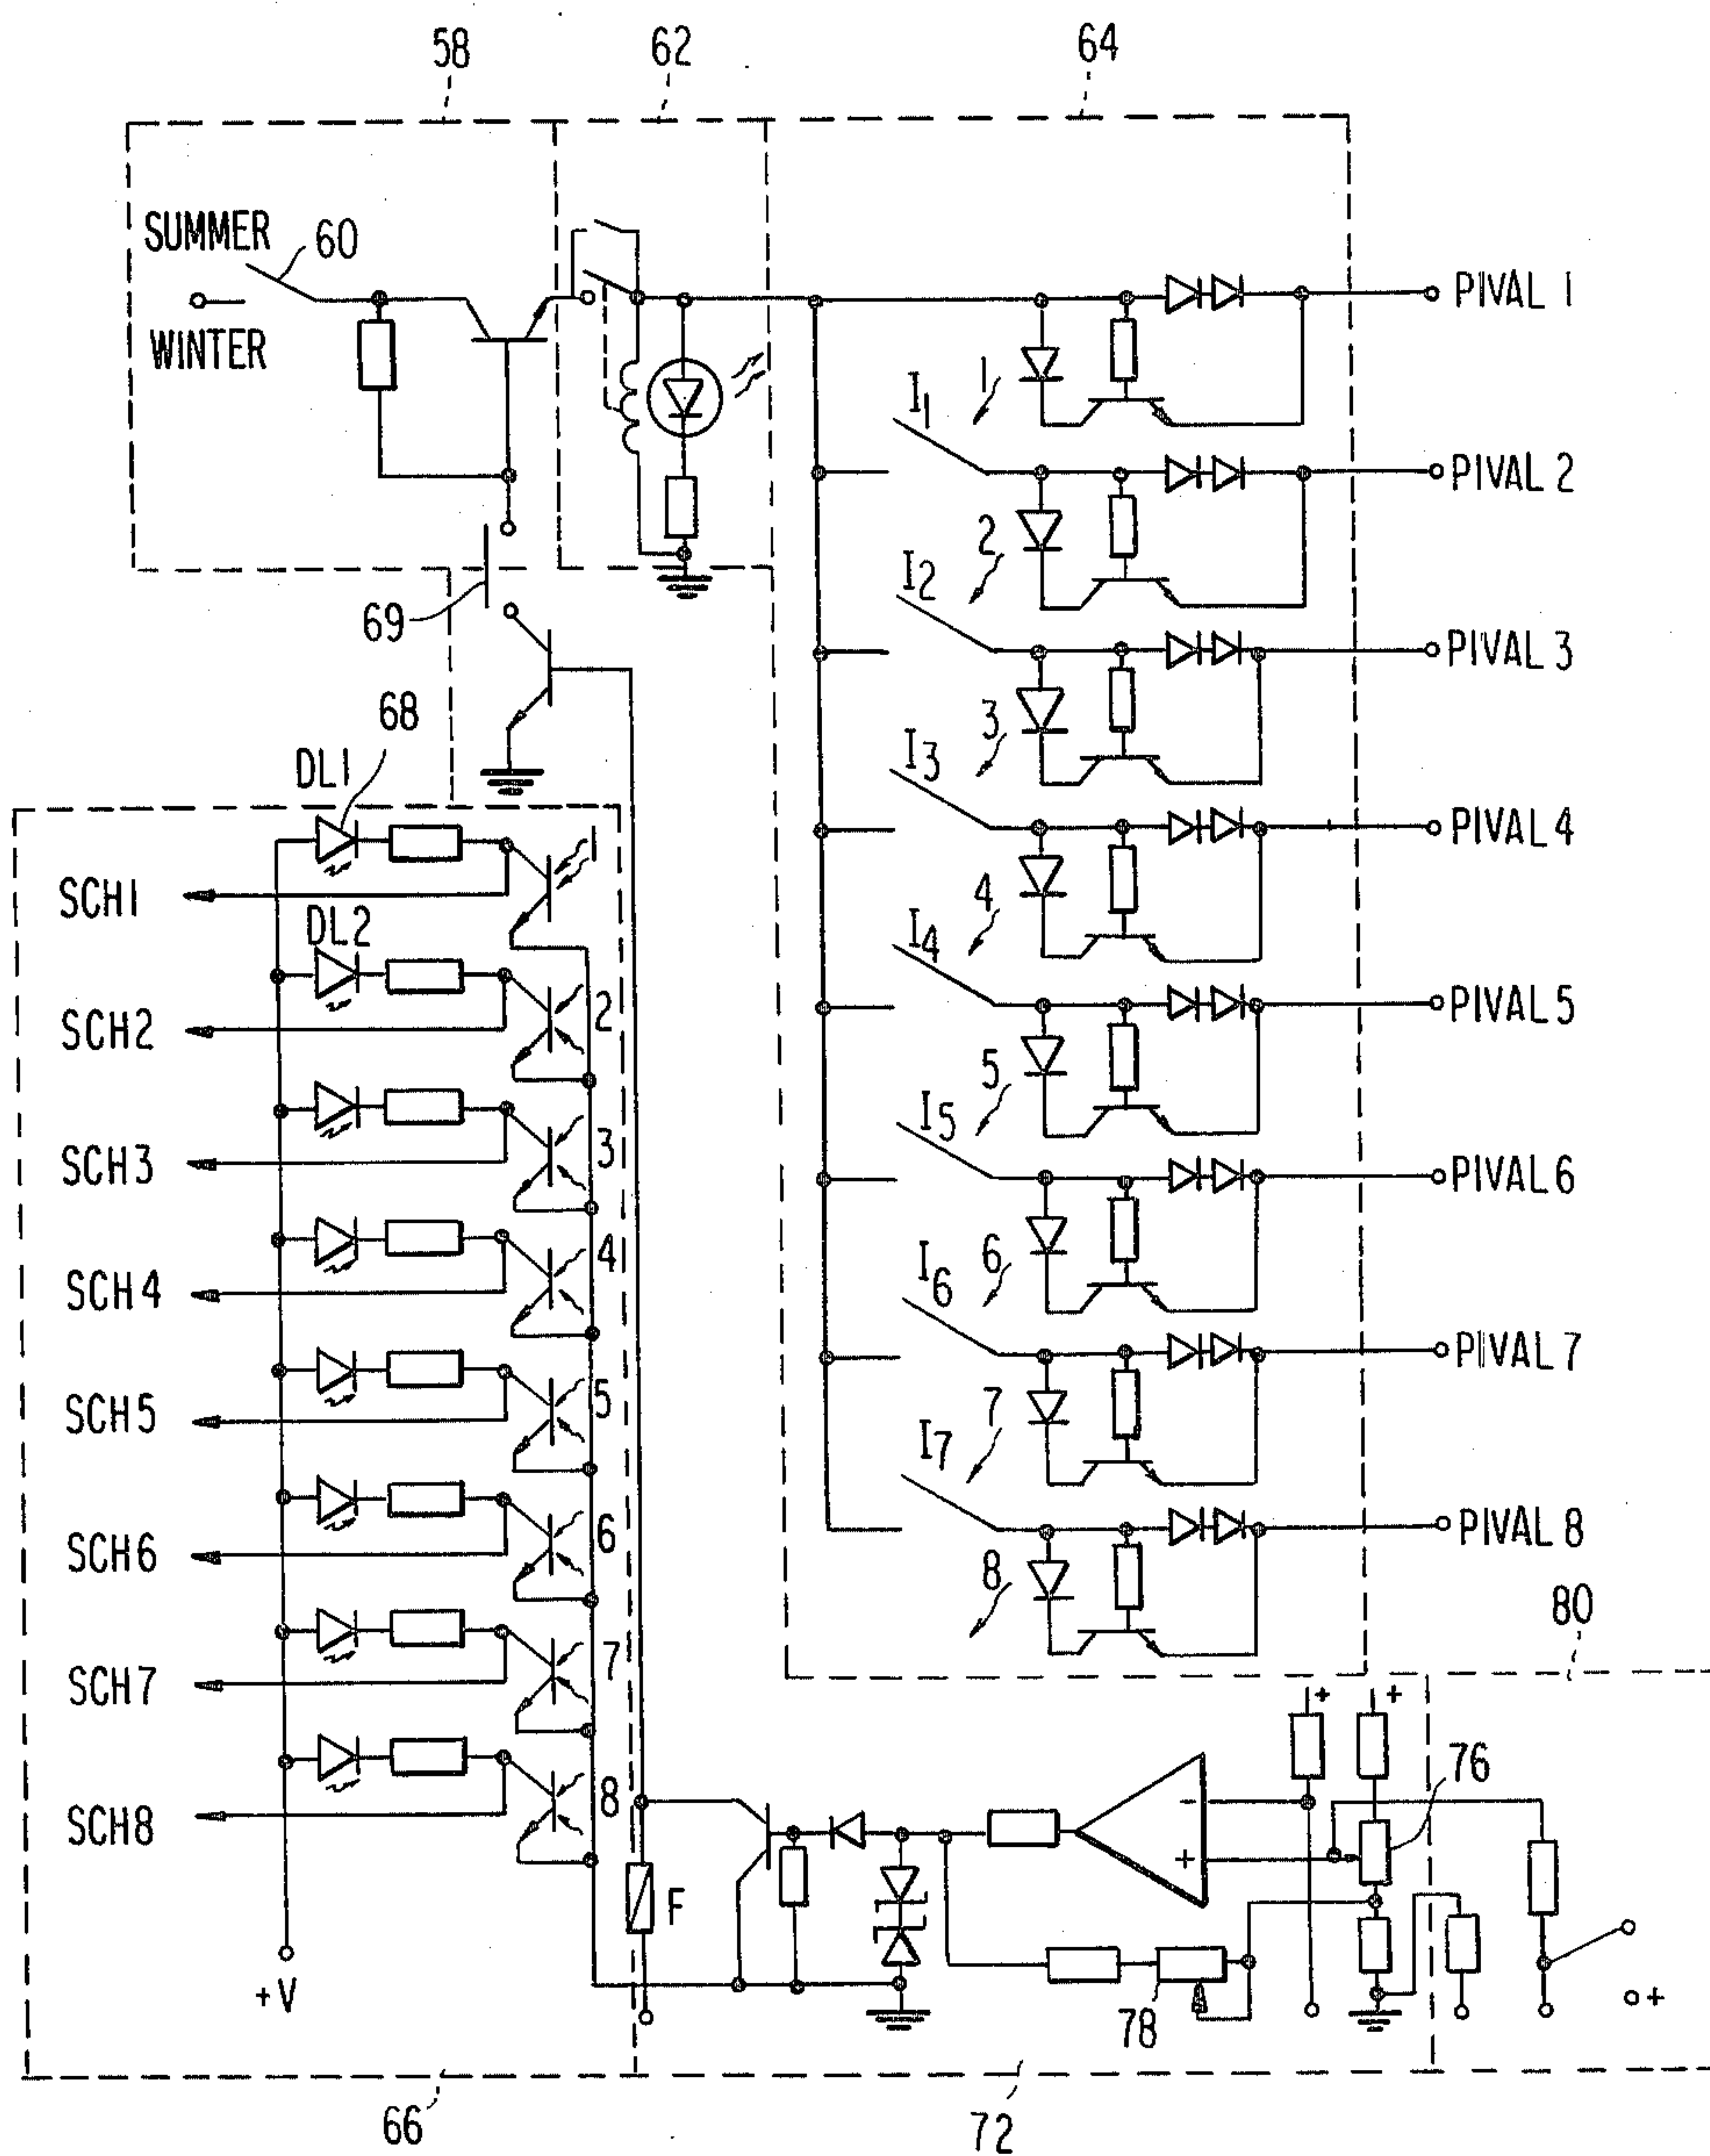 58
62
64
SUMMER
60
WINTER
PIVAL 1
1
I1
PIVAL 2
2
I2
69
PIVAL 3
68
3
I3
DL1
PIVAL 4
1
SCH1
4
I4
DL2
PIVAL 5
2
SCH2
5
I5
3
SCH3
PIVAL 6
4
6
I6
SCH4
PIVAL 7
5
7
I7
SCH5
6
PIVAL 8
SCH6
8
80
7
SCH7
+
+
76
8
-
SCH8
+
F
+V
78
+
66
72